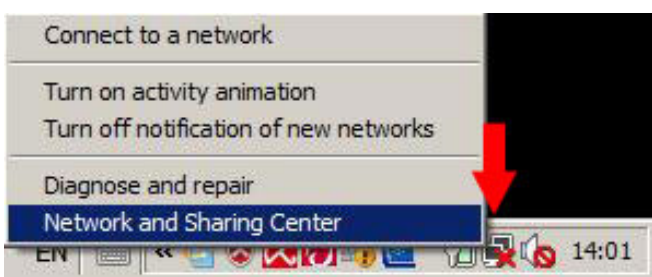 Connect to a network
Turn on activity animation
Turn off notification of new networks
Diagnose and repair
Network and Sharing Center
EN « 14:01